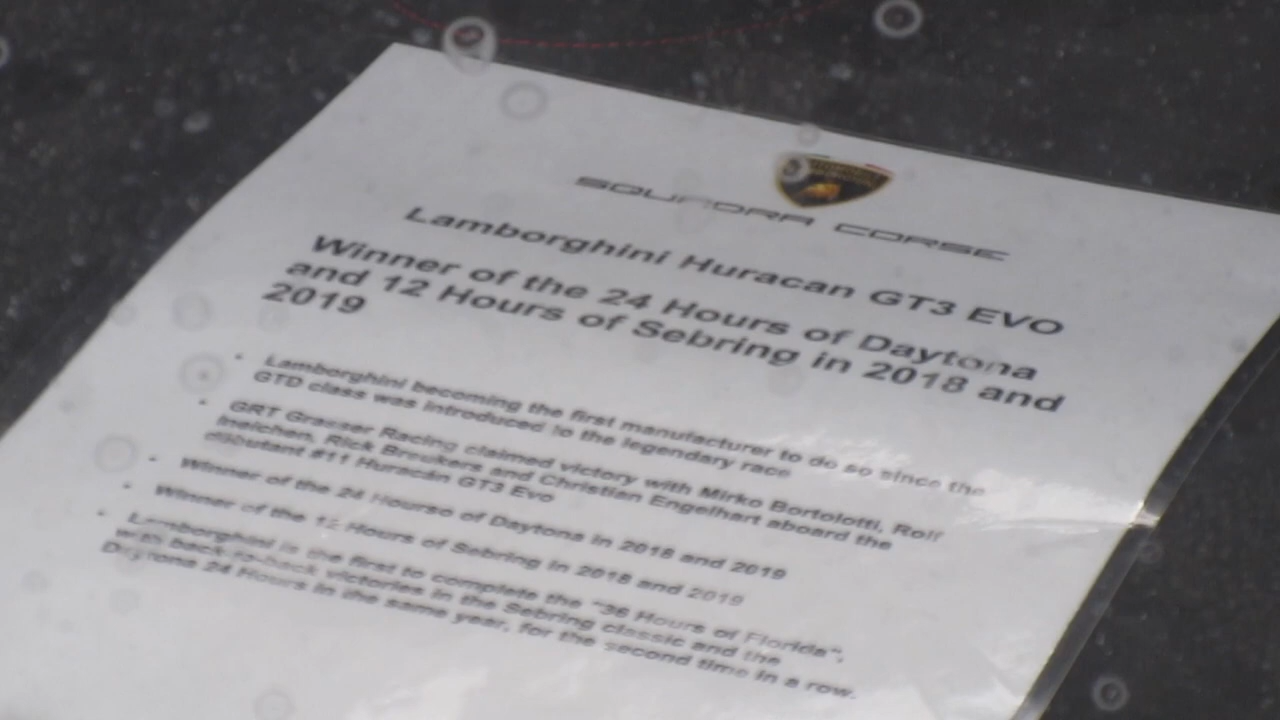 SQUADRA CORSE
Lamborghini Huracan GT3 EVO
Winner of the 24 Hours of Daytona
and 12 Hours of Sebring in 2018 and
2019
• Lamborghini becoming the first manufacturer to do so since the
GTD class was introduced to the legendary race
• GRT Grasser Racing claimed victory with Mirko Bortolotti, Rolf
Ineichen, Rick Breukers and Christian Engelhart aboard the
debutant #11 Huracán GT3 Evo
• Winner of the 24 Hourse of Daytona in 2018 and 2019
• Winner of the 12 Hours of Sebring in 2018 and 2019
• Lamborghini is the first to complete the "36 Hours of Florida",
with back-to-back victories in the Sebring classic and the
Daytona 24 Hours in the same year, for the second time in a row.